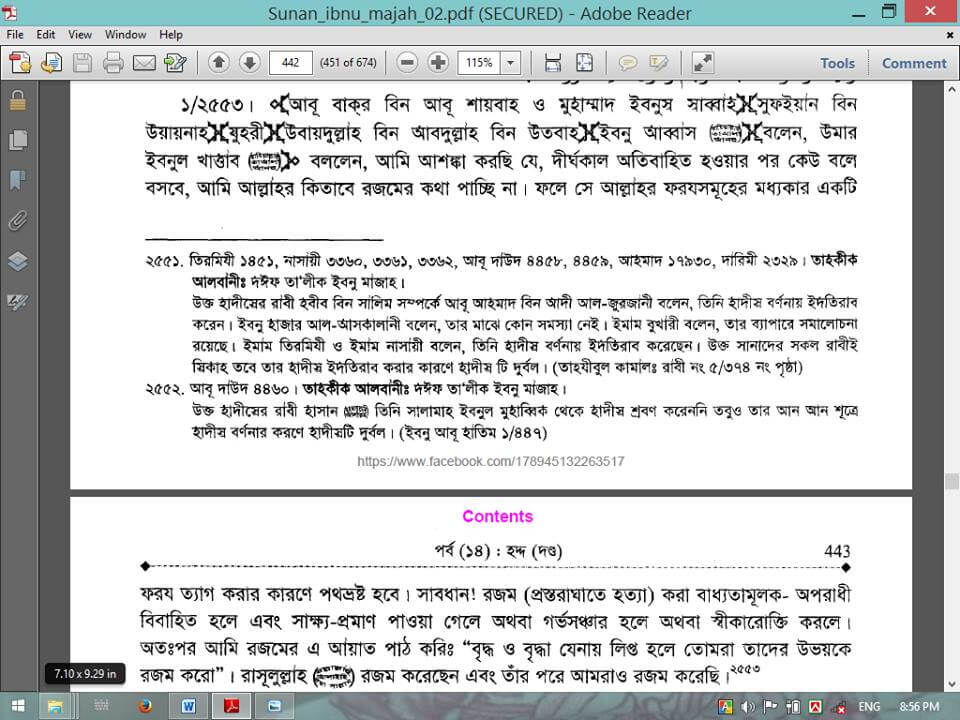 Sunan_ibnu_majah_02.pdf (SECURED) - Adobe Reader
File Edit View Window Help
442 (451 of 674) 115% Tools Comment
১/২৫৫৩। আবূ বাক্‌র বিন আবূ শায়বাহ ও মুহাম্মাদ ইবনুস সাব্বাহ সুফইয়ান বিন
উয়ায়নাহ যুহরী উবায়দুল্লাহ বিন আবদুল্লাহ বিন উতবাহ ইবনু আব্বাস বলেন, উমার
ইবনুল খাত্তাব বললেন, আমি আশঙ্কা করছি যে, দীর্ঘকাল অতিবাহিত হওয়ার পর কেউ বলে
বসবে, আমি আল্লাহর কিতাবে রজমের কথা পাচ্ছি না। ফলে সে আল্লাহর ফরযসমূহের মধ্যকার একটি
২৫৫১. তিরমিযী ১৪৫১, নাসায়ী ৩৩৬০, ৩৩৬১, ৩৩৬২, আবূ দাউদ ৪৪৫৮, ৪৪৫৯, আহমাদ ১৭৯৩০, দারিমী ২৩২৯। তাহকীক
আলবানীঃ দঈফ তা'লীক ইবনু মাজাহ।
উক্ত হাদীষের রাবী হবীব বিন সালিম সম্পর্কে আবূ আহমাদ বিন আদী আল-জুরজানী বলেন, তিনি হাদীষ বর্ণনায় ইদতিরাব
করেন। ইবনু হাজার আল-আসকালানী বলেন, তার মাঝে কোন সমস্যা নেই। ইমাম বুখারী বলেন, তার ব্যাপারে সমালোচনা
রয়েছে। ইমাম তিরমিযী ও ইমাম নাসায়ী বলেন, তিনি হাদীষ বর্ণনায় ইদতিরাব করেছেন। উক্ত সানাদের সকল রাবীই
ষিকাহ তবে তার হাদীষ ইদতিরাব করার কারণে হাদীষ টি দুর্বল। (তাহযীবুল কামালঃ রাবী নং ৫/৩৭৪ নং পৃষ্ঠা)
২৫৫২. আবূ দাউদ ৪৪৬০। তাহকীক আলবানীঃ দঈফ তা'লীক ইবনু মাজাহ।
উক্ত হাদীষের রাবী হাসান তিনি সালামাহ ইবনুল মুহাব্বিক থেকে হাদীষ শ্রবণ করেননি তবুও তার আন আন শূত্রে
হাদীষ বর্ণনার করণে হাদীষটি দুর্বল। (ইবনু আবূ হাতিম ১/৪৪৭)
https://www.facebook.com/178945132263517
Contents
পর্ব (১৪) : হদ্দ (দণ্ড) 443
ফরয ত্যাগ করার কারণে পথভ্রষ্ট হবে। সাবধান! রজম (প্রস্তরাঘাতে হত্যা) করা বাধ্যতামূলক- অপরাধী
বিবাহিত হলে এবং সাক্ষ্য-প্রমাণ পাওয়া গেলে অথবা গর্ভসঞ্চার হলে অথবা স্বীকারোক্তি করলে।
অতঃপর আমি রজমের এ আয়াত পাঠ করিঃ “বৃদ্ধ ও বৃদ্ধা যেনায় লিপ্ত হলে তোমরা তাদের উভয়কে
রজম করো”। রাসূলুল্লাহ রজম করেছেন এবং তাঁর পরে আমরাও রজম করেছি।২৫৫৩
7.10 x 9.29 in
ENG 8:56 PM